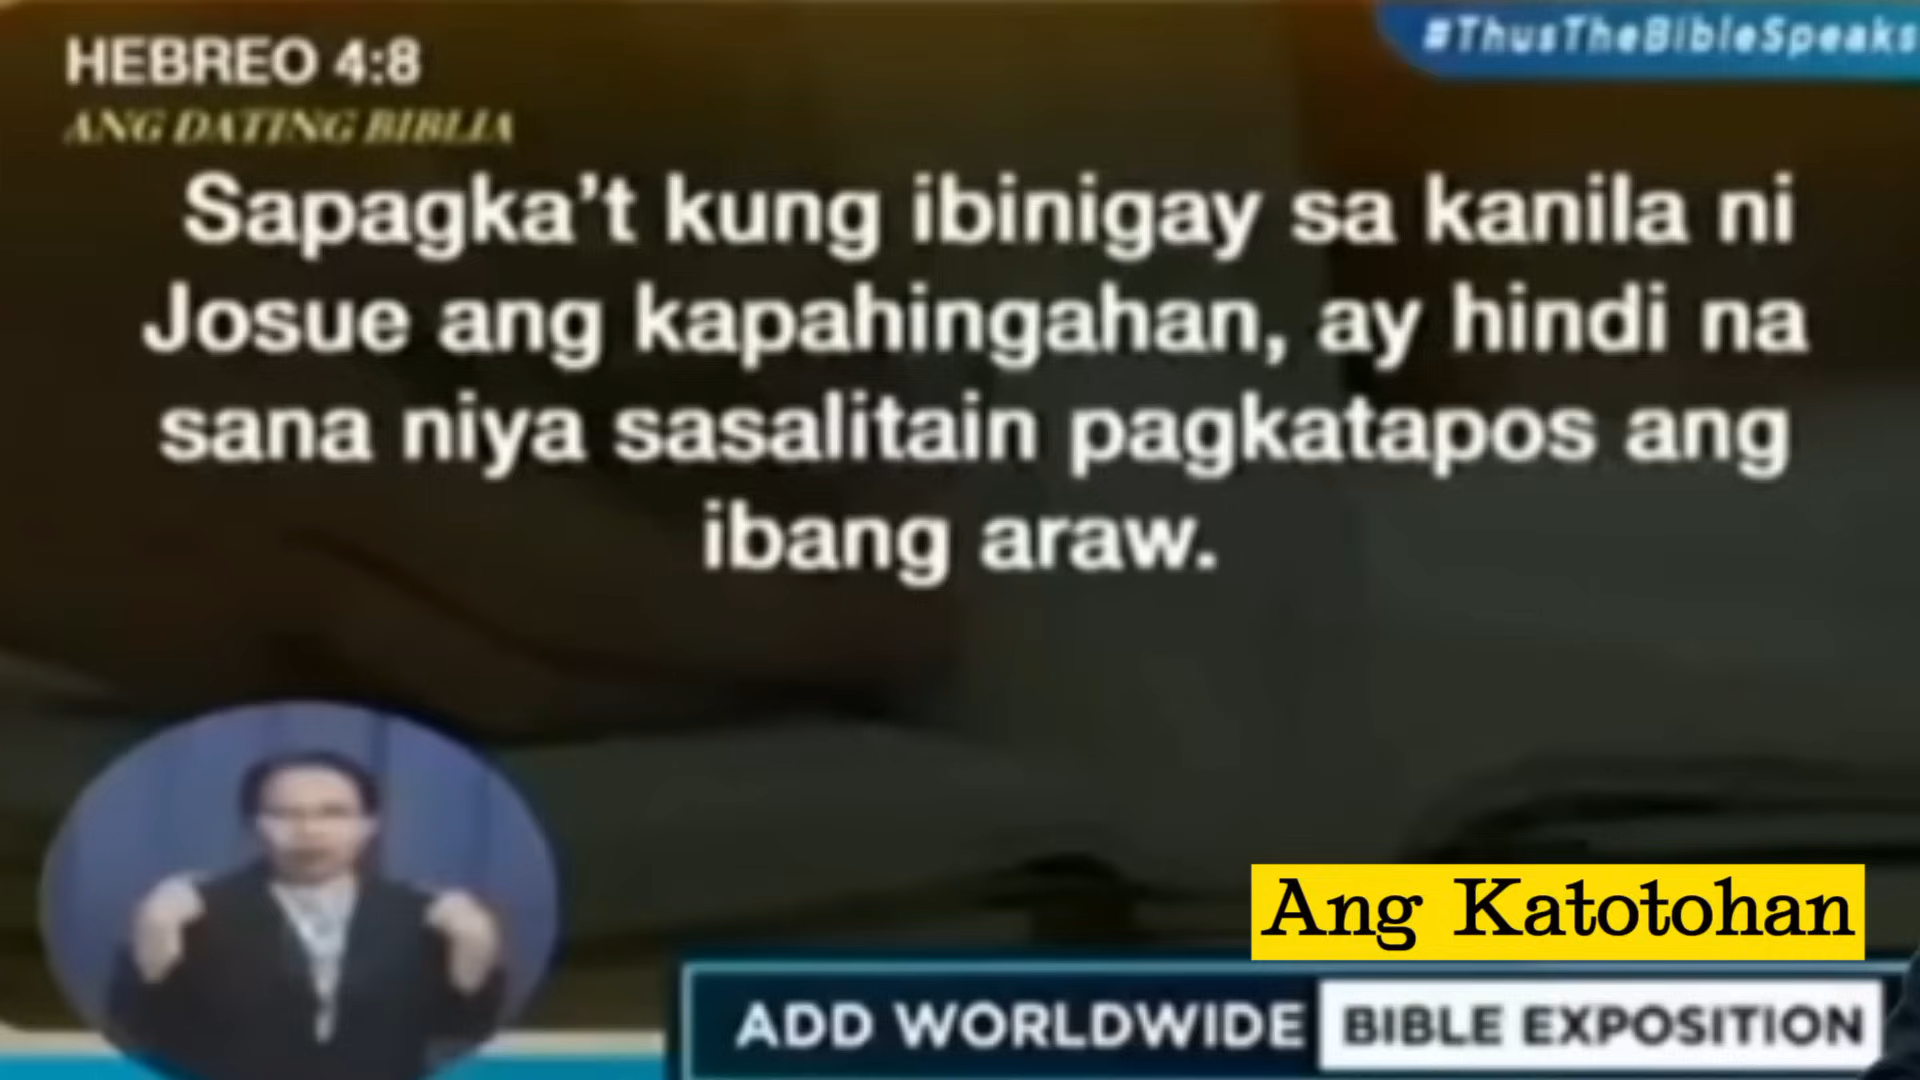 HEBREO 4:8
#ThusTheBibleSpeaks
ANG DATING BIBLIA
Sapagka’t kung ibinigay sa kanila ni
Josue ang kapahingahan, ay hindi na
sana niya sasalitain pagkatapos ang
ibang araw.
Ang Katotohan
ADD WORLDWIDE BIBLE EXPOSITION